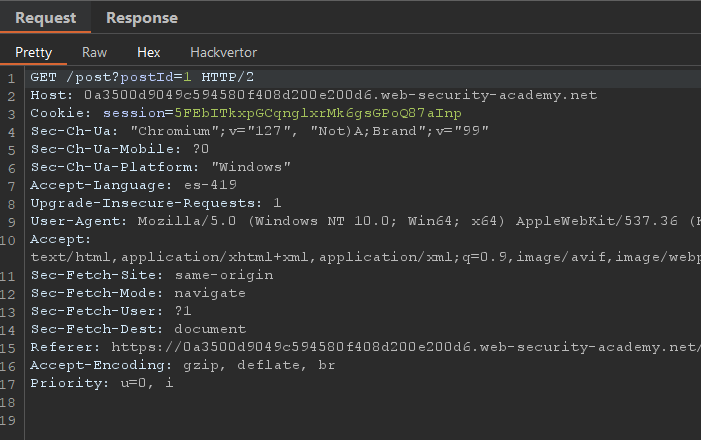 Request Response
Pretty Raw Hex Hackvertor
1 GET /post?postId=1 HTTP/2
2 Host: 0a3500d9049c594580f408d200e200d6.web-security-academy.net
3 Cookie: session=5FEbITkxpGCqnglxrMk6gsGPoQ87aInp
4 Sec-Ch-Ua: "Chromium";v="127", "Not)A;Brand";v="99"
5 Sec-Ch-Ua-Mobile: ?0
6 Sec-Ch-Ua-Platform: "Windows"
7 Accept-Language: es-419
8 Upgrade-Insecure-Requests: 1
9 User-Agent: Mozilla/5.0 (Windows NT 10.0; Win64; x64) AppleWebKit/537.36 (K
10 Accept:
text/html,application/xhtml+xml,application/xml;q=0.9,image/avif,image/webp
11 Sec-Fetch-Site: same-origin
12 Sec-Fetch-Mode: navigate
13 Sec-Fetch-User: ?1
14 Sec-Fetch-Dest: document
15 Referer: https://0a3500d9049c594580f408d200e200d6.web-security-academy.net/
16 Accept-Encoding: gzip, deflate, br
17 Priority: u=0, i
18
19